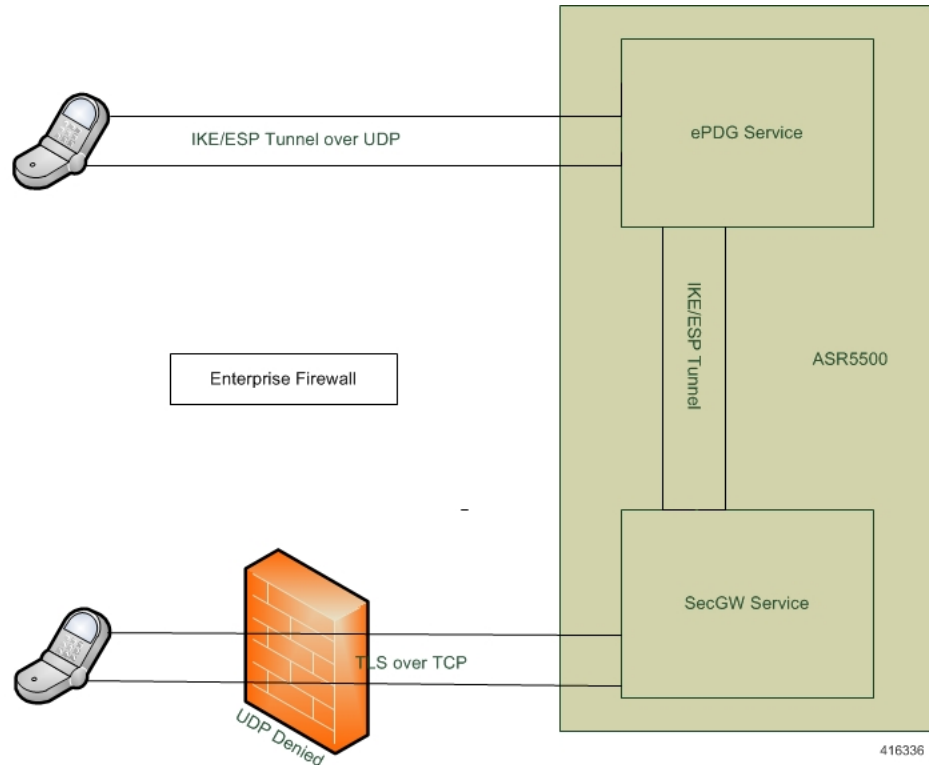 IKE/ESP Tunnel over UDP
ePDG Service
IKE/ESP Tunnel
ASR5500
Enterprise Firewall
SecGW Service
TLS over TCP
UDP Denied
416336